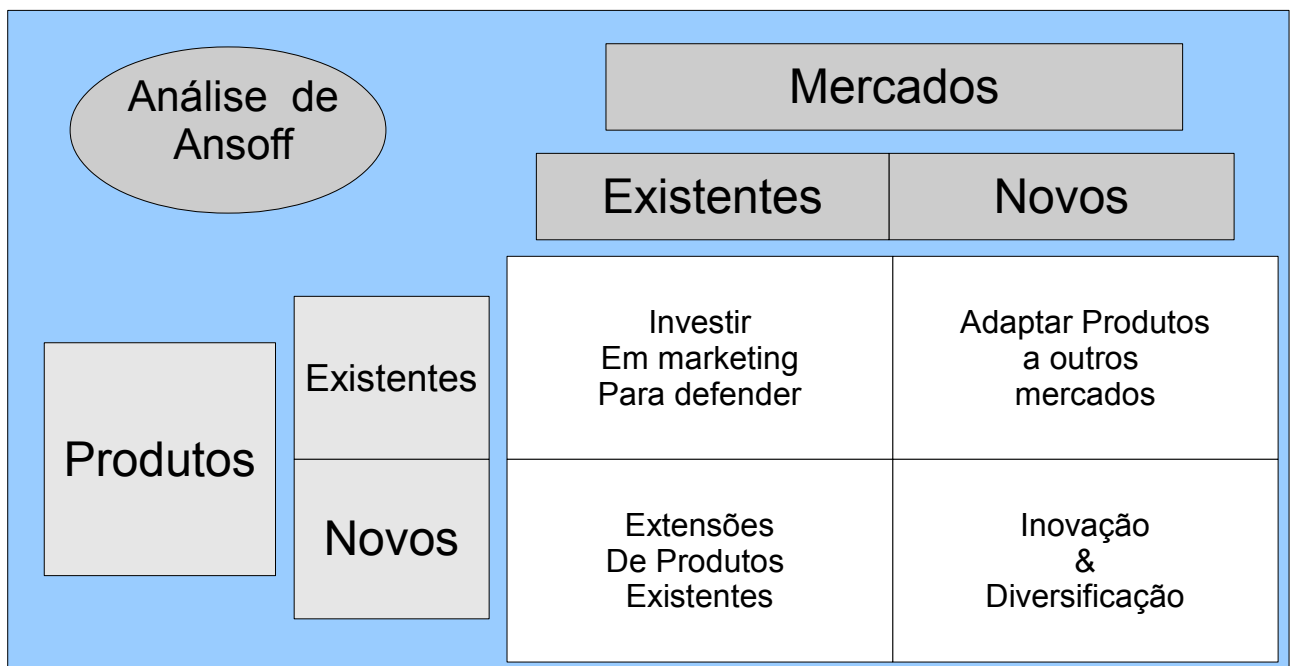 Análise de
Ansoff
Mercados
Existentes
Novos
Produtos
Existentes
Novos
Investir
Em marketing
Para defender
Adaptar Produtos
a outros
mercados
Extensões
De Produtos
Existentes
Inovação
&
Diversificação